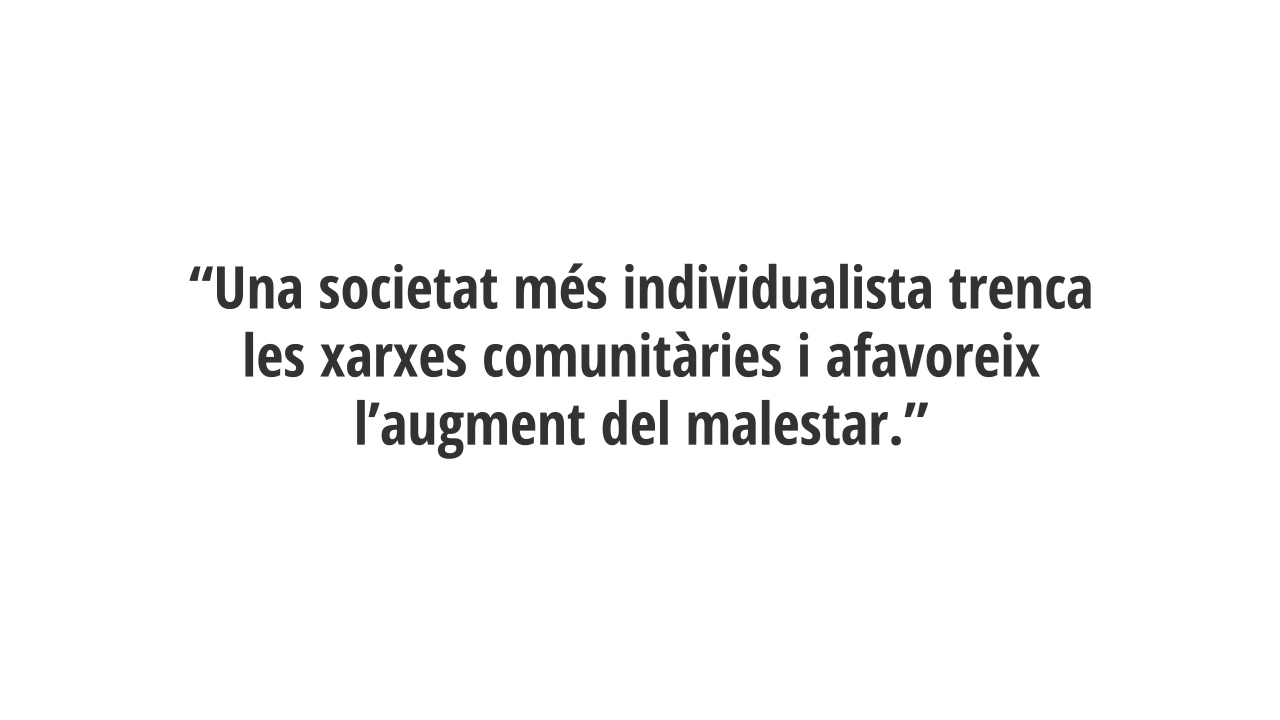 “Una societat més individualista trenca
les xarxes comunitàries i afavoreix
l’augment del malestar.”